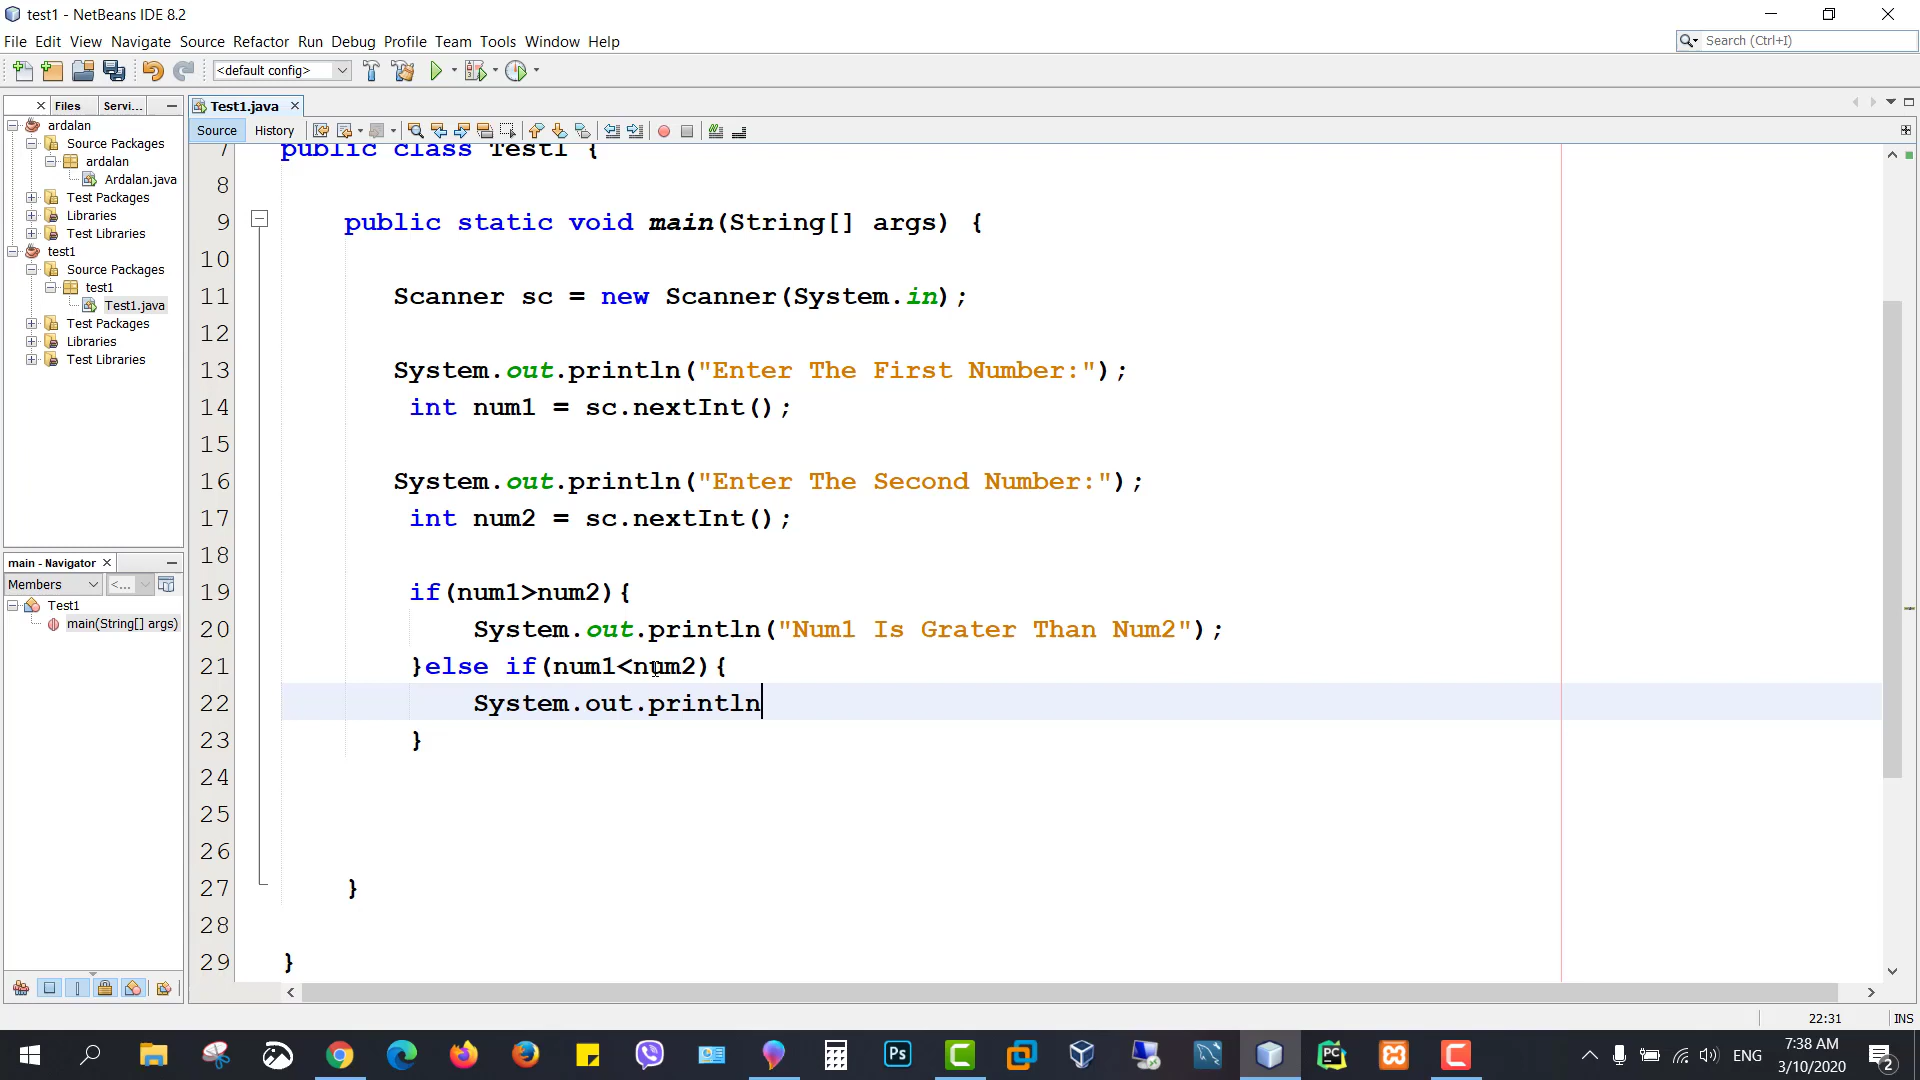 test1 - NetBeans IDE 8.2
File Edit View Navigate Source Refactor Run Debug Profile Team Tools Window Help
Search (Ctrl+I)
<default config>
Files Servi...
Test1.java
Source History
ardalan
Source Packages
ardalan
Ardalan.java
Test Packages
Libraries
Test Libraries
test1
Source Packages
test1
Test1.java
Test Packages
Libraries
Test Libraries
main - Navigator
Members <...
Test1
main(String[] args)
7 public class Test1 {
8
9 public static void main(String[] args) {
10
11 Scanner sc = new Scanner(System.in);
12
13 System.out.println("Enter The First Number:");
14 int num1 = sc.nextInt();
15
16 System.out.println("Enter The Second Number:");
17 int num2 = sc.nextInt();
18
19 if(num1>num2){
20 System.out.println("Num1 Is Grater Than Num2");
21 }else if(num1<num2){
22 System.out.println
23 }
24
25
26
27 }
28
29 }
22:31 INS
Ps
PC
ENG
7:38 AM
3/10/2020
2